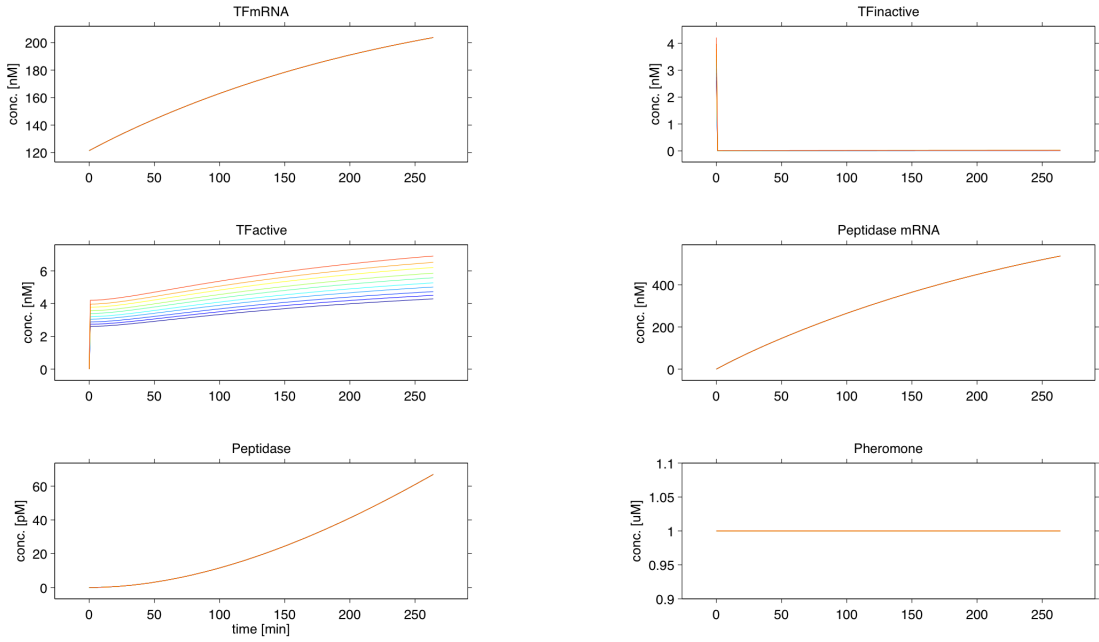 TFmRNA
conc. [nM]
200
180
160
140
120
0 50 100 150 200 250
TFinactive
conc. [nM]
4
3
2
1
0
0 50 100 150 200 250
TFactive
conc. [nM]
6
4
2
0
0 50 100 150 200 250
Peptidase mRNA
conc. [nM]
400
200
0
0 50 100 150 200 250
Peptidase
conc. [pM]
60
40
20
0
0 50 100 150 200 250
time [min]
Pheromone
conc. [uM]
1.1
1.05
1
0.95
0.9
0 50 100 150 200 250